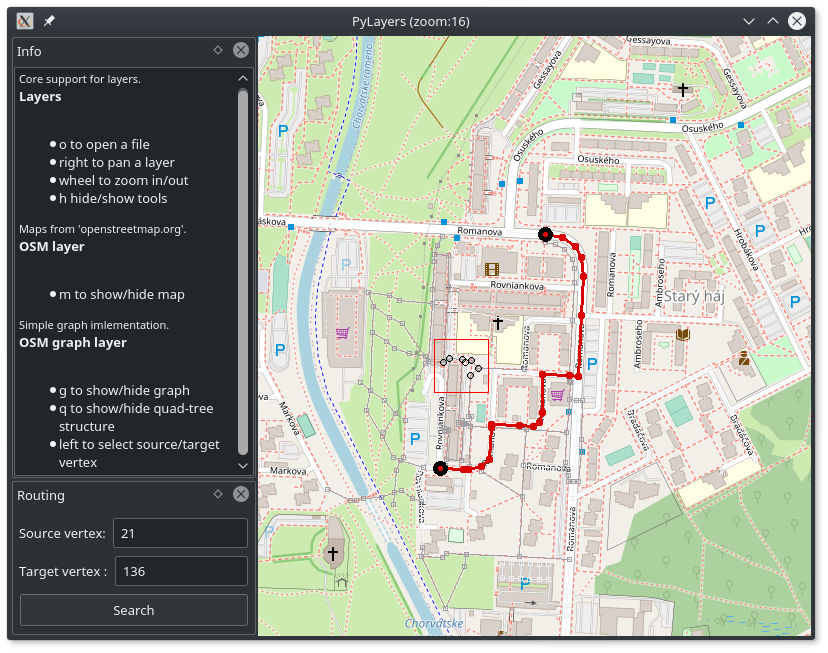 PyLayers (zoom:16)
Info
Core support for layers.
Layers
o to open a file
right to pan a layer
wheel to zoom in/out
h hide/show tools
Maps from 'openstreetmap.org'.
OSM layer
m to show/hide map
Simple graph imlementation.
OSM graph layer
g to show/hide graph
q to show/hide quad-tree
structure
left to select source/target
vertex
Routing
Source vertex:
21
Target vertex :
136
Search
Gessayova
Gessayova
Gessayova
Chorvátske rameno
P
Osuského
Osuského
Osuského
P
áskova
Romanova
P
Hrobákova
P
Romanova
Ambroseho
Starý háj
P
Rovniankova
P
Romanova
Romanova
Ambroseho
P
Markova
Rovniankova
P
Bradáčova
Bradáčova
Markova
Romanova
Rovniankova
Romanova
P
Chorvátske